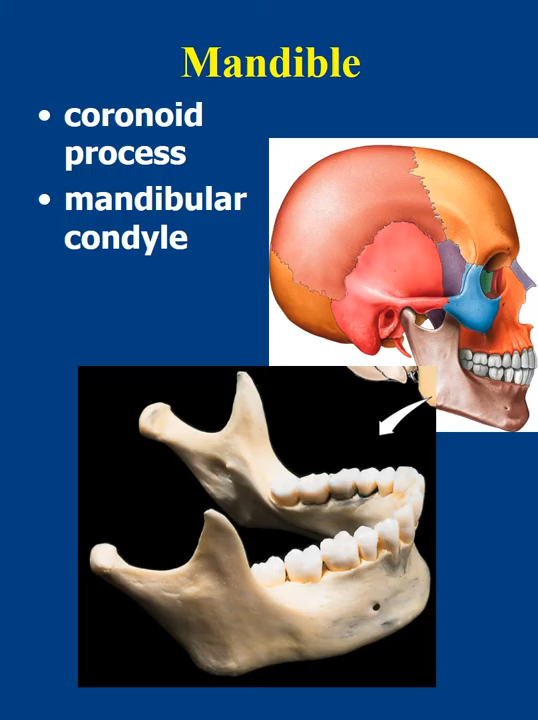 Mandible
• coronoid
process
• mandibular
condyle